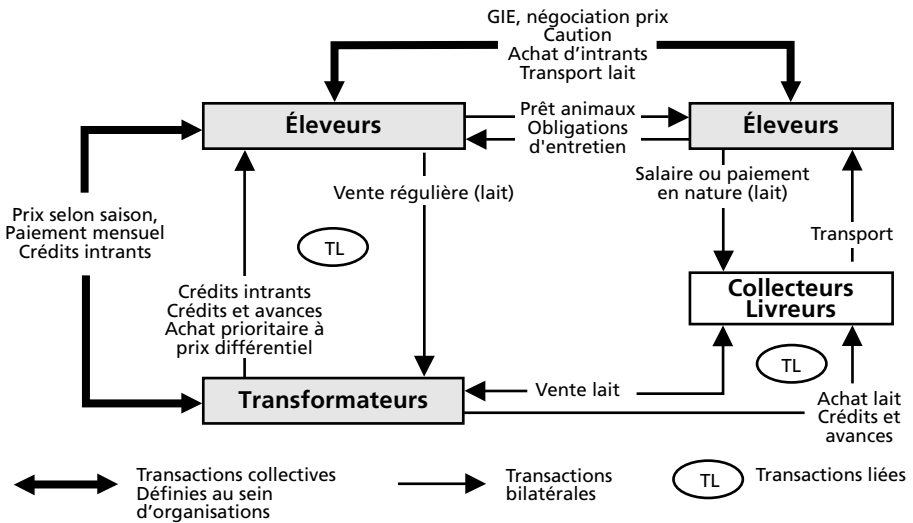 GIE, négociation prix
Caution
Achat d'intrants
Transport lait
Éleveurs
Prêt animaux
Obligations
d'entretien
Éleveurs
Prix selon saison,
Paiement mensuel
Crédits intrants
Vente régulière (lait)
TL
Salaire ou paiement
en nature (lait)
Transport
Crédits intrants
Crédits et avances
Achat prioritaire à
prix différentiel
Collecteurs
Livreurs
TL
Transformateurs
Vente lait
Achat lait
Crédits et
avances
Transactions collectives
Définies au sein
d'organisations
Transactions
bilatérales
TL
Transactions liées